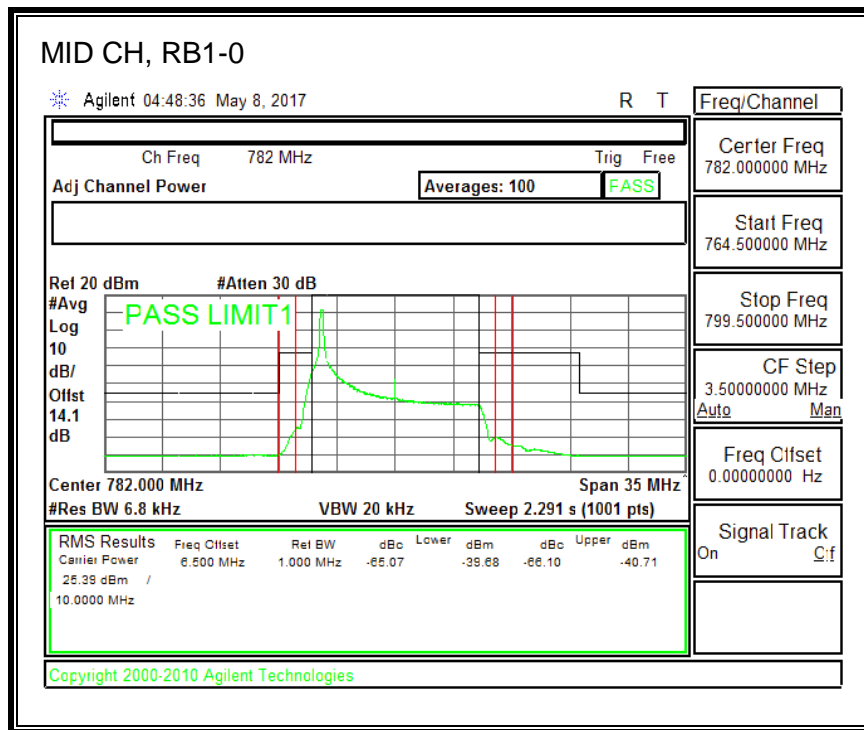 MID CH, RB1-0
Agilent 04:48:36 May 8, 2017 R T
Freq/Channel
Ch Freq 782 MHz Trig Free
Adj Channel Power Averages: 100 PASS
Center Freq
782.000000 MHz
Start Freq
764.500000 MHz
Stop Freq
799.500000 MHz
CF Step
3.50000000 MHz
Auto Man
Freq Offset
0.00000000 Hz
Signal Track
On Off
Ref 20 dBm #Atten 30 dB
#Avg
Log
10
dB/
Offst
14.1
dB
PASS LIMIT1
Center 782.000 MHz Span 35 MHz
#Res BW 6.8 kHz VBW 20 kHz Sweep 2.291 s (1001 pts)
RMS Results Freq Offset Ref BW dBc Lower dBm dBc Upper dBm
Carrier Power 6.500 MHz 1.000 MHz -65.07 -39.68 -66.10 -40.71
25.39 dBm /
10.0000 MHz
Copyright 2000-2010 Agilent Technologies